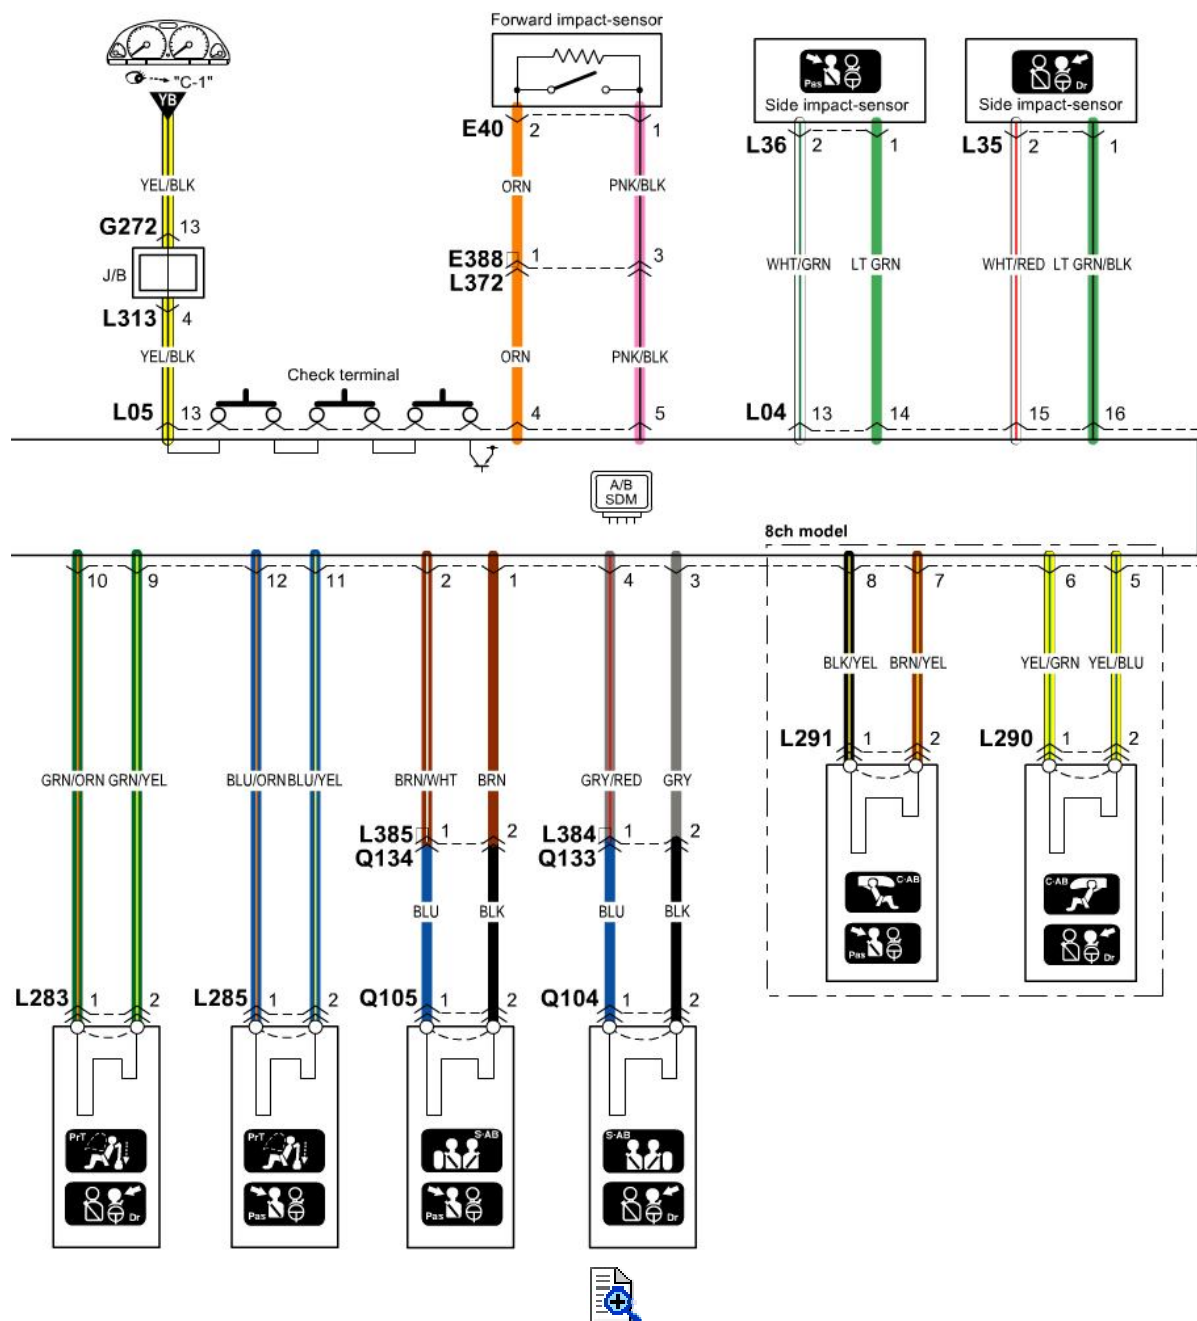 Forward impact-sensor
"C-1"
YB
Pas
Dr
Side impact-sensor
Side impact-sensor
E40 2 1
L36 2 1
L35 2 1
YEL/BLK
ORN
PNK/BLK
G272 13
E388 1 3
L372
J/B
WHT/GRN LT GRN WHT/RED LT GRN/BLK
L313 4
YEL/BLK
ORN
PNK/BLK
Check terminal
L05 13 4 5
L04 13 14 15 16
A/B
SDM
8ch model
10 9 12 11 2 1 4 3 8 7 6 5
BLK/YEL BRN/YEL YEL/GRN YEL/BLU
L291 1 2
L290 1 2
GRN/ORN GRN/YEL BLU/ORN BLU/YEL BRN/WHT BRN GRY/RED GRY
L385 1 2
Q134
L384 1 2
Q133
C-AB
C-AB
BLU BLK BLU BLK
Pas
Dr
L283 1 2
L285 1 2
Q105 1 2
Q104 1 2
PrT
PrT
S-AB
S-AB
Dr
Pas
Pas
Dr